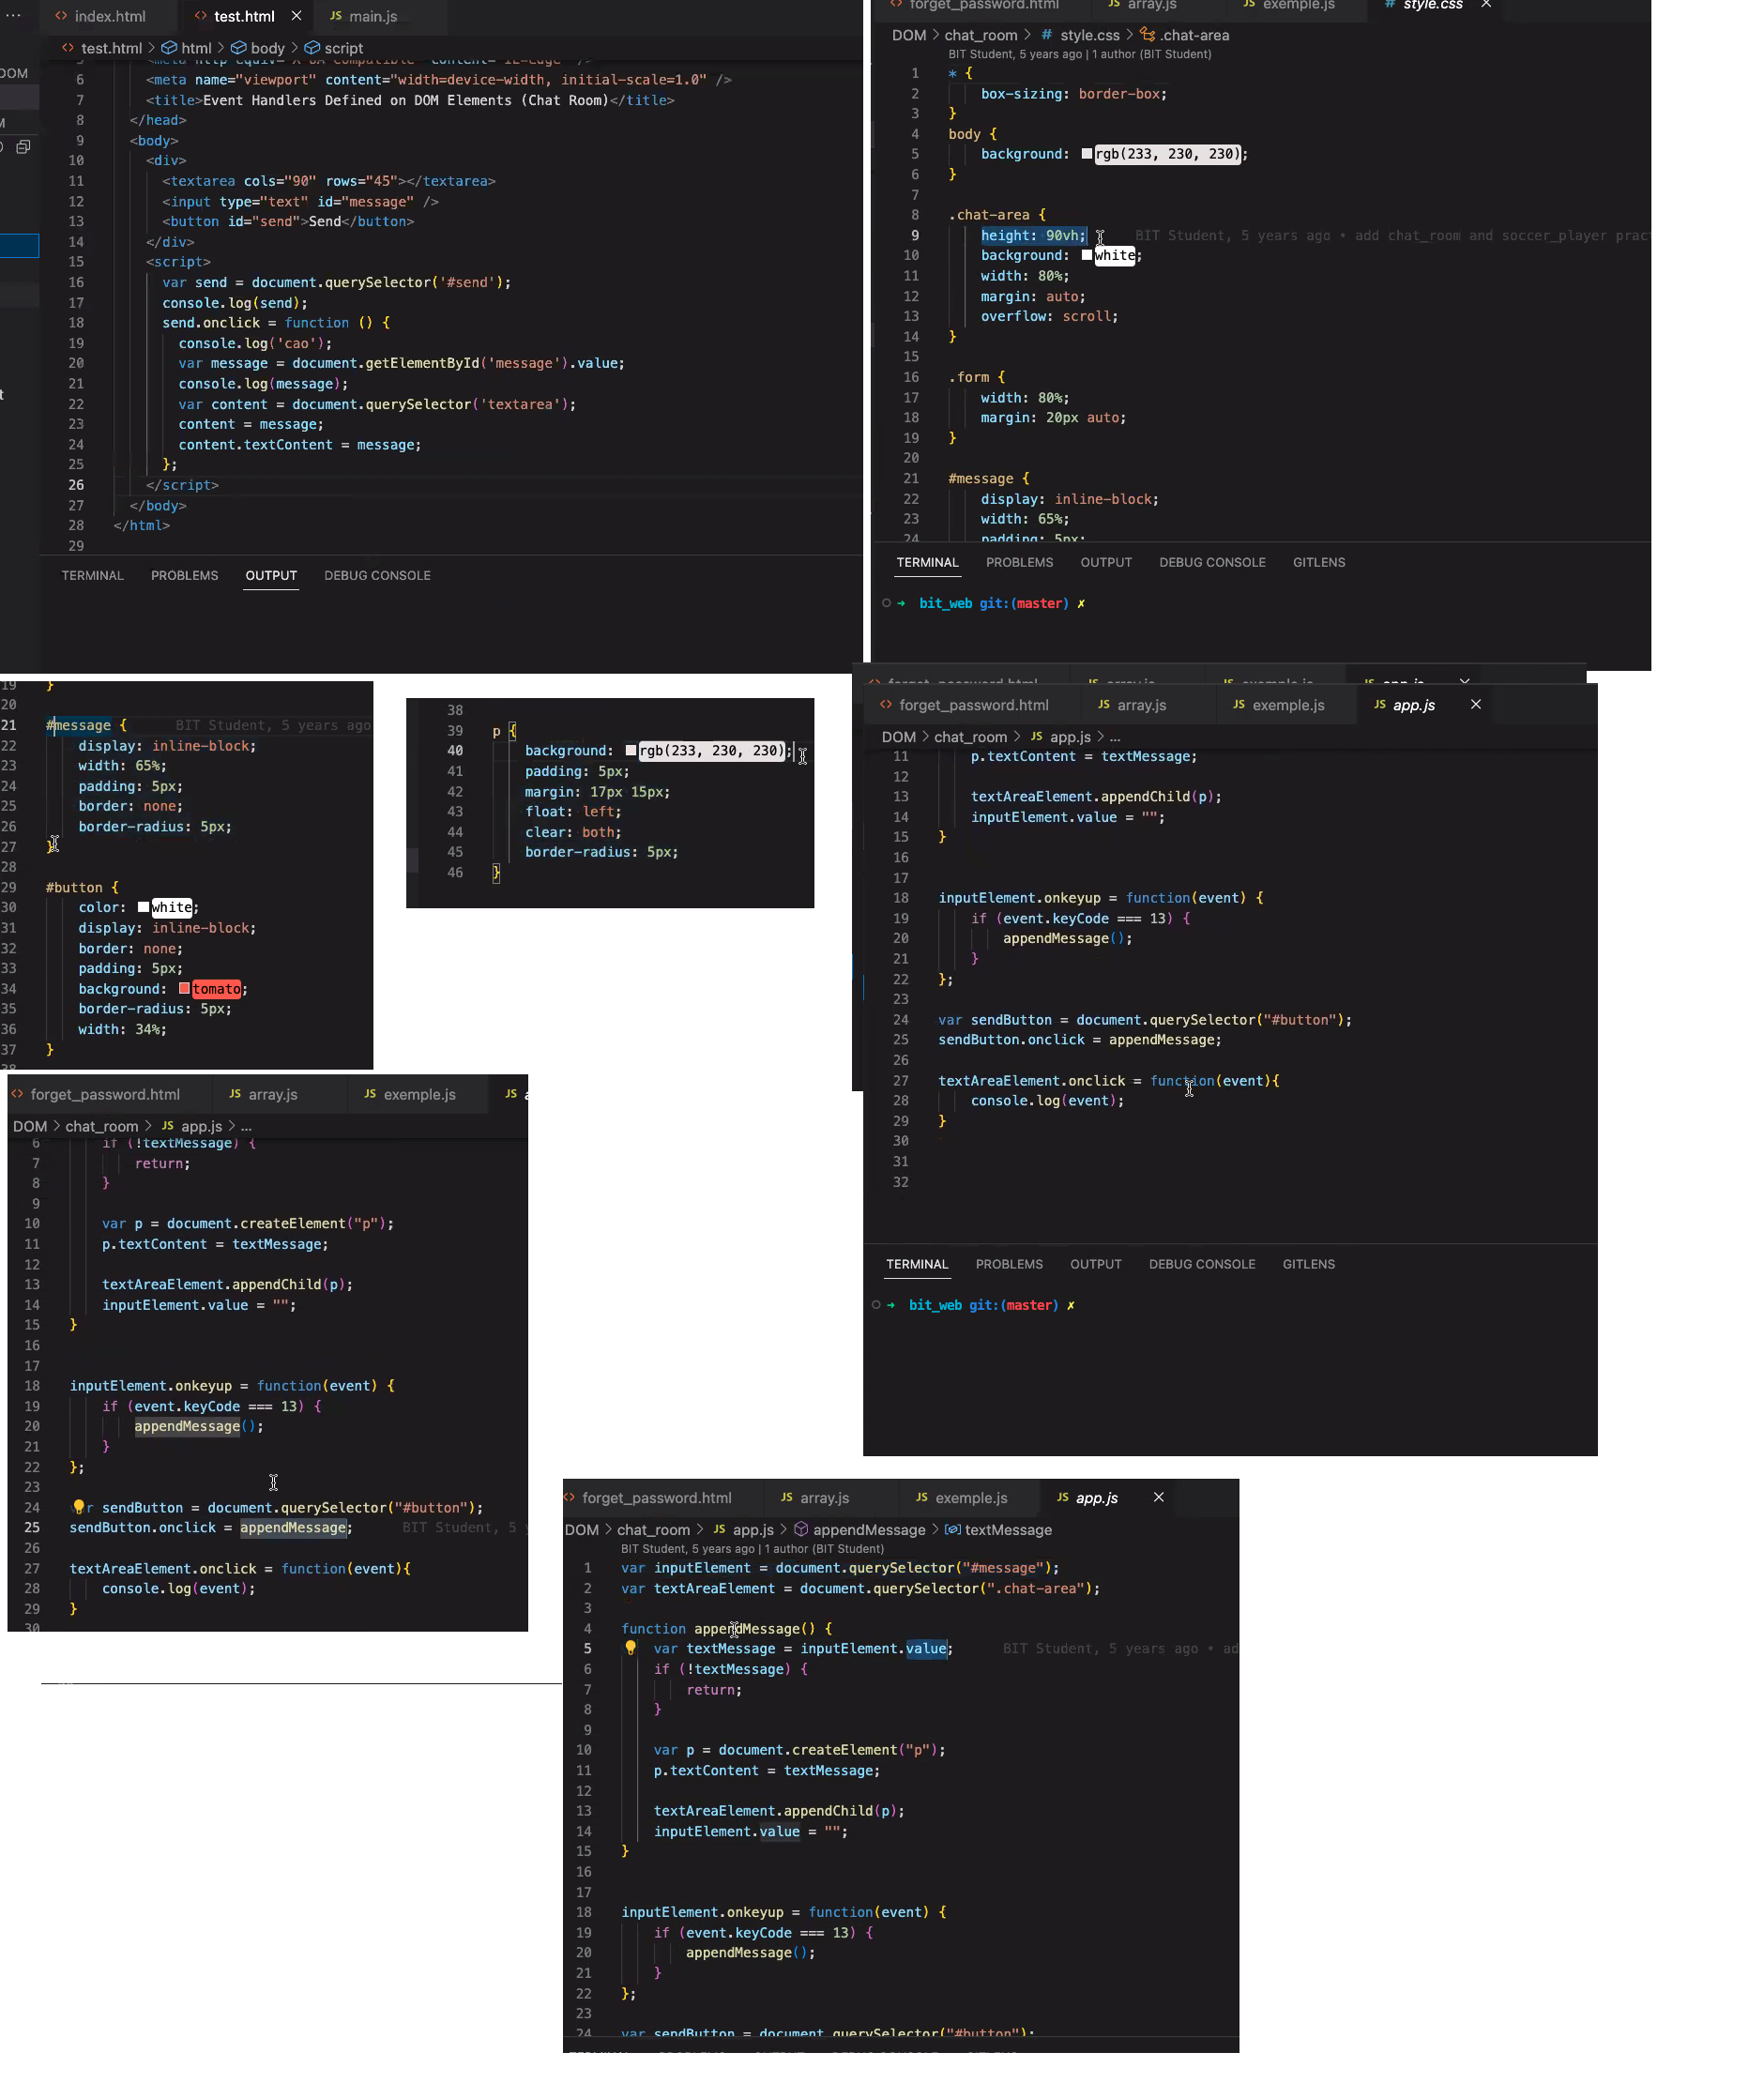 index.html
test.html
JS main.js
test.html > html > body > script
OM
6 <meta name="viewport" content="width=device-width, initial-scale=1.0" />
7 <title>Event Handlers Defined on DOM Elements (Chat Room)</title>
8 </head>
9 <body>
10 <div>
11 <textarea cols="90" rows="45"></textarea>
12 <input type="text" id="message" />
13 <button id="send">Send</button>
14 </div>
15 <script>
16 var send = document.querySelector('#send');
17 console.log(send);
18 send.onclick = function () {
19 console.log('cao');
20 var message = document.getElementById('message').value;
21 console.log(message);
22 var content = document.querySelector('textarea');
23 content = message;
24 content.textContent = message;
25 };
26 </script>
27 </body>
28 </html>
29
TERMINAL PROBLEMS OUTPUT DEBUG CONSOLE
forget_password.html JS array.js JS exemple.js # style.css
DOM > chat_room > # style.css > .chat-area
BIT Student, 5 years ago | 1 author (BIT Student)
1 * {
2 box-sizing: border-box;
3 }
4 body {
5 background: rgb(233, 230, 230);
6 }
7
8 .chat-area {
9 height: 90vh; BIT Student, 5 years ago • add chat_room and soccer_player prac
10 background: white;
11 width: 80%;
12 margin: auto;
13 overflow: scroll;
14 }
15
16 .form {
17 width: 80%;
18 margin: 20px auto;
19 }
20
21 #message {
22 display: inline-block;
23 width: 65%;
24 padding: 5px;
TERMINAL PROBLEMS OUTPUT DEBUG CONSOLE GITLENS
bit_web git:(master) ✗
19 }
20
21 #message { BIT Student, 5 years ago
22 display: inline-block;
23 width: 65%;
24 padding: 5px;
25 border: none;
26 border-radius: 5px;
27 }
28
29 #button {
30 color: white;
31 display: inline-block;
32 border: none;
33 padding: 5px;
34 background: tomato;
35 border-radius: 5px;
36 width: 34%;
37 }
38
38
39 p {
40 background: rgb(233, 230, 230);
41 padding: 5px;
42 margin: 17px 15px;
43 float: left;
44 clear: both;
45 border-radius: 5px;
46 }
forget_password.html JS array.js JS exemple.js JS app.js
DOM > chat_room > JS app.js > ...
11 p.textContent = textMessage;
12
13 textAreaElement.appendChild(p);
14 inputElement.value = "";
15 }
16
17
18 inputElement.onkeyup = function(event) {
19 if (event.keyCode === 13) {
20 appendMessage();
21 }
22 };
23
24 var sendButton = document.querySelector("#button");
25 sendButton.onclick = appendMessage;
26
27 textAreaElement.onclick = function(event){
28 console.log(event);
29 }
30
31
32
TERMINAL PROBLEMS OUTPUT DEBUG CONSOLE GITLENS
bit_web git:(master) ✗
forget_password.html JS array.js JS exemple.js JS
DOM > chat_room > JS app.js > ...
6 if (!textMessage) {
7 return;
8 }
9
10 var p = document.createElement("p");
11 p.textContent = textMessage;
12
13 textAreaElement.appendChild(p);
14 inputElement.value = "";
15 }
16
17
18 inputElement.onkeyup = function(event) {
19 if (event.keyCode === 13) {
20 appendMessage();
21 }
22 };
23
24 r sendButton = document.querySelector("#button");
25 sendButton.onclick = appendMessage; BIT Student, 5 y
26
27 textAreaElement.onclick = function(event){
28 console.log(event);
29 }
30
forget_password.html JS array.js JS exemple.js JS app.js
DOM > chat_room > JS app.js > appendMessage > textMessage
BIT Student, 5 years ago | 1 author (BIT Student)
1 var inputElement = document.querySelector("#message");
2 var textAreaElement = document.querySelector(".chat-area");
3
4 function appendMessage() {
5 var textMessage = inputElement.value; BIT Student, 5 years ago • ad
6 if (!textMessage) {
7 return;
8 }
9
10 var p = document.createElement("p");
11 p.textContent = textMessage;
12
13 textAreaElement.appendChild(p);
14 inputElement.value = "";
15 }
16
17
18 inputElement.onkeyup = function(event) {
19 if (event.keyCode === 13) {
20 appendMessage();
21 }
22 };
23
24 var sendButton = document.querySelector("#button");